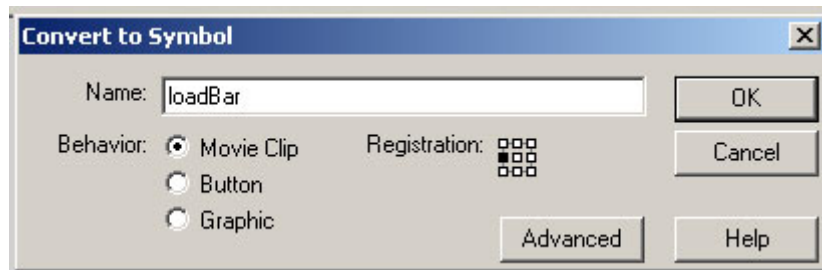 Convert to Symbol
Name: loadBar OK
Behavior: Movie Clip Registration: Cancel
Button
Graphic
Advanced Help